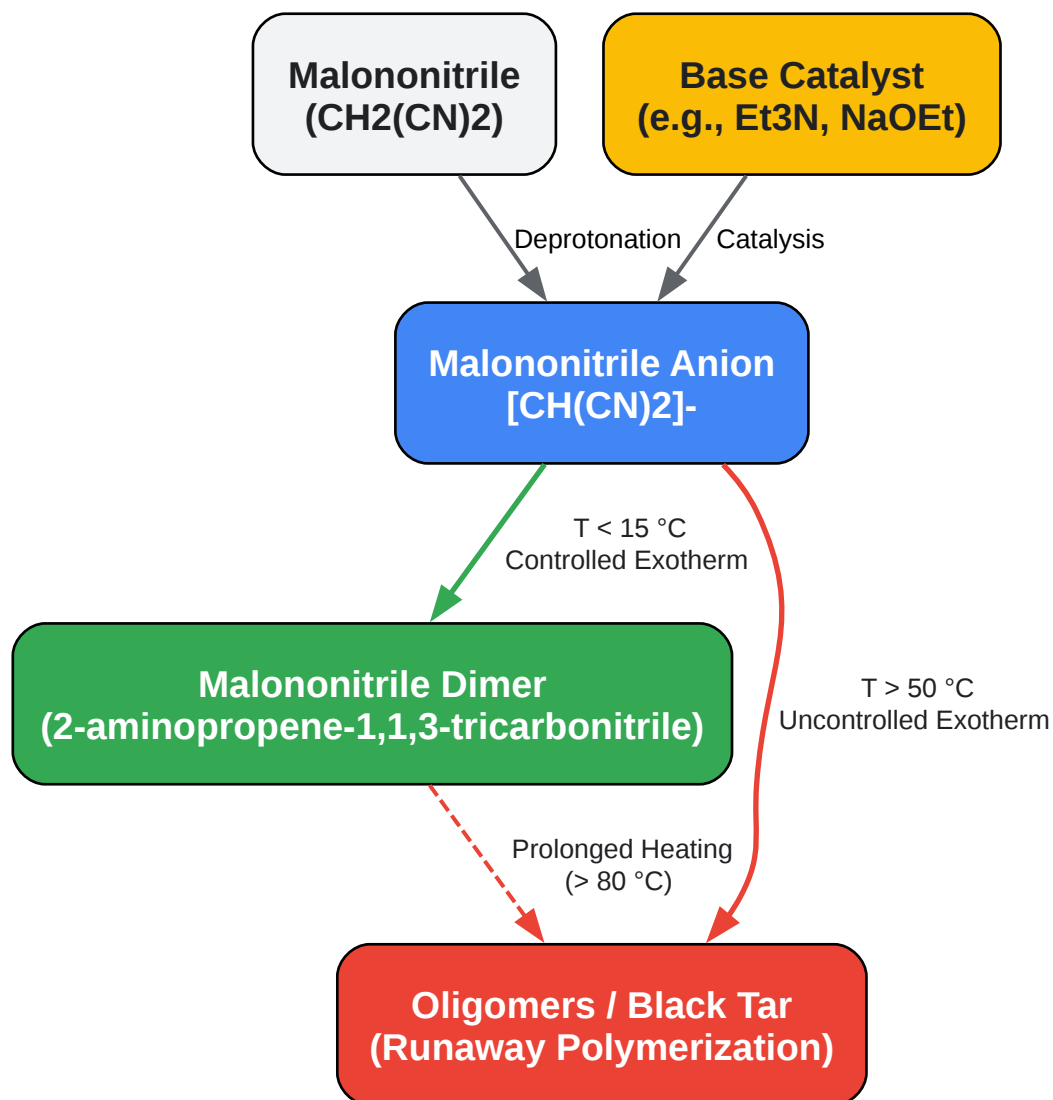 Malononitrile
(CH2(CN)2)
Base Catalyst
(e.g., Et3N, NaOEt)
Deprotonation
Catalysis
Malononitrile Anion
[CH(CN)2]-
T < 15 °C
Controlled Exotherm
Malononitrile Dimer
(2-aminopropene-1,1,3-tricarbonitrile)
T > 50 °C
Uncontrolled Exotherm
Prolonged Heating
(> 80 °C)
Oligomers / Black Tar
(Runaway Polymerization)